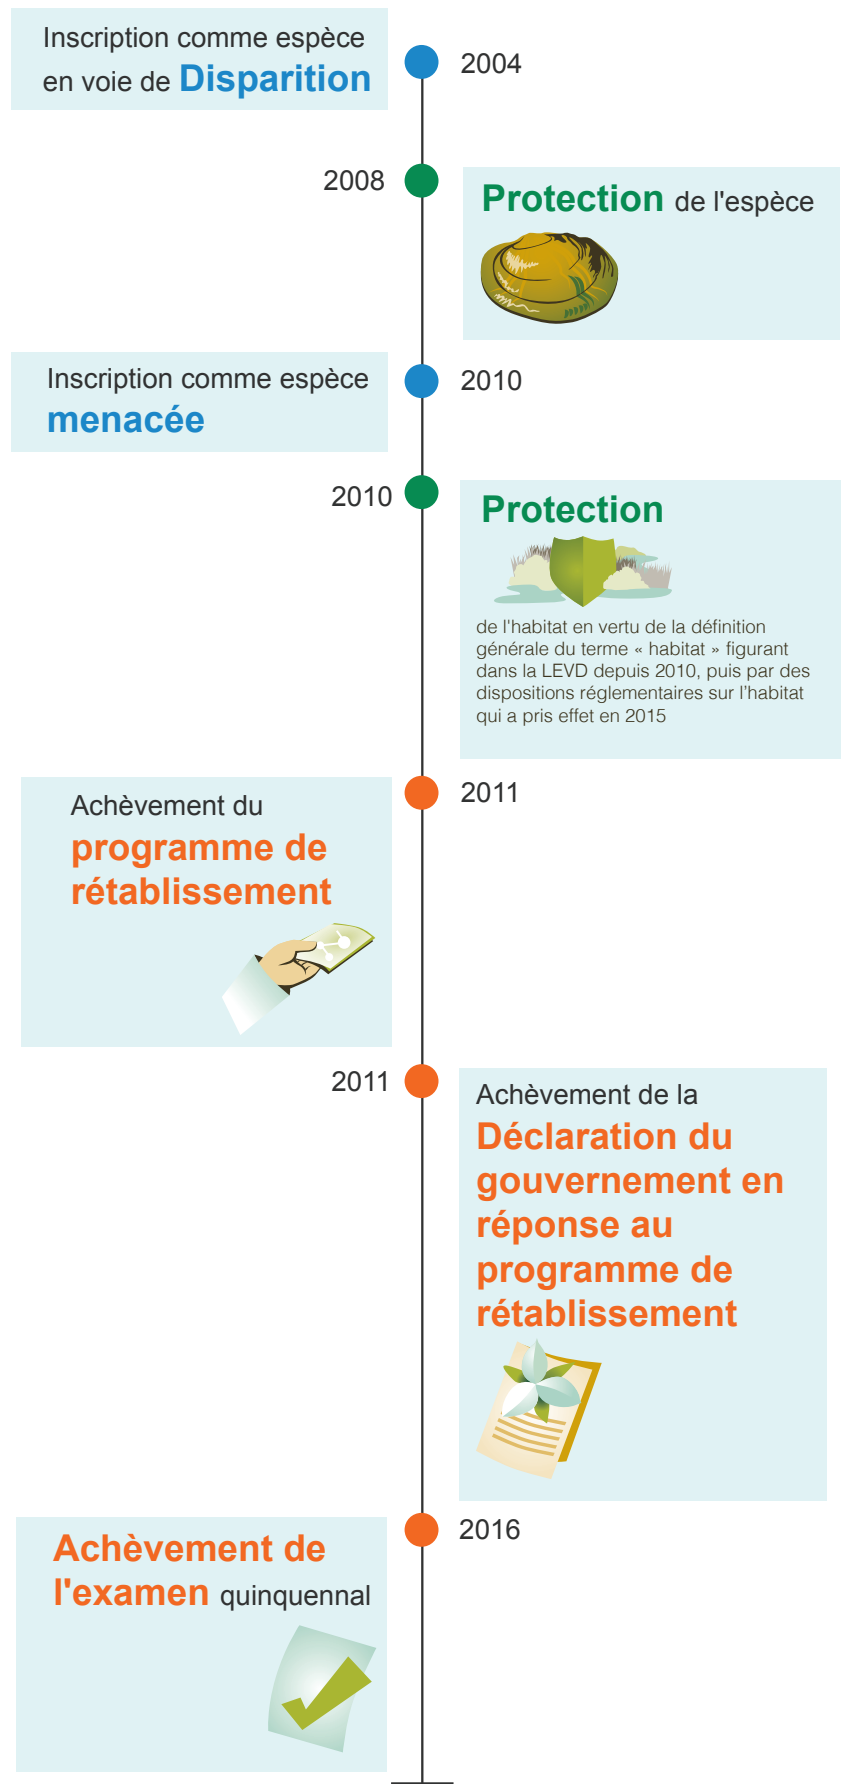 Inscription comme espèce
en voie de Disparition
2004
2008
Protection de l'espèce
Inscription comme espèce
menacée
2010
2010
Protection
de l'habitat en vertu de la définition
générale du terme « habitat » figurant
dans la LEVD depuis 2010, puis par des
dispositions réglementaires sur l'habitat
qui a pris effet en 2015
Achèvement du
programme de
rétablissement
2011
2011
Achèvement de la
Déclaration du
gouvernement en
réponse au
programme de
rétablissement
Achèvement de
l'examen quinquennal
2016